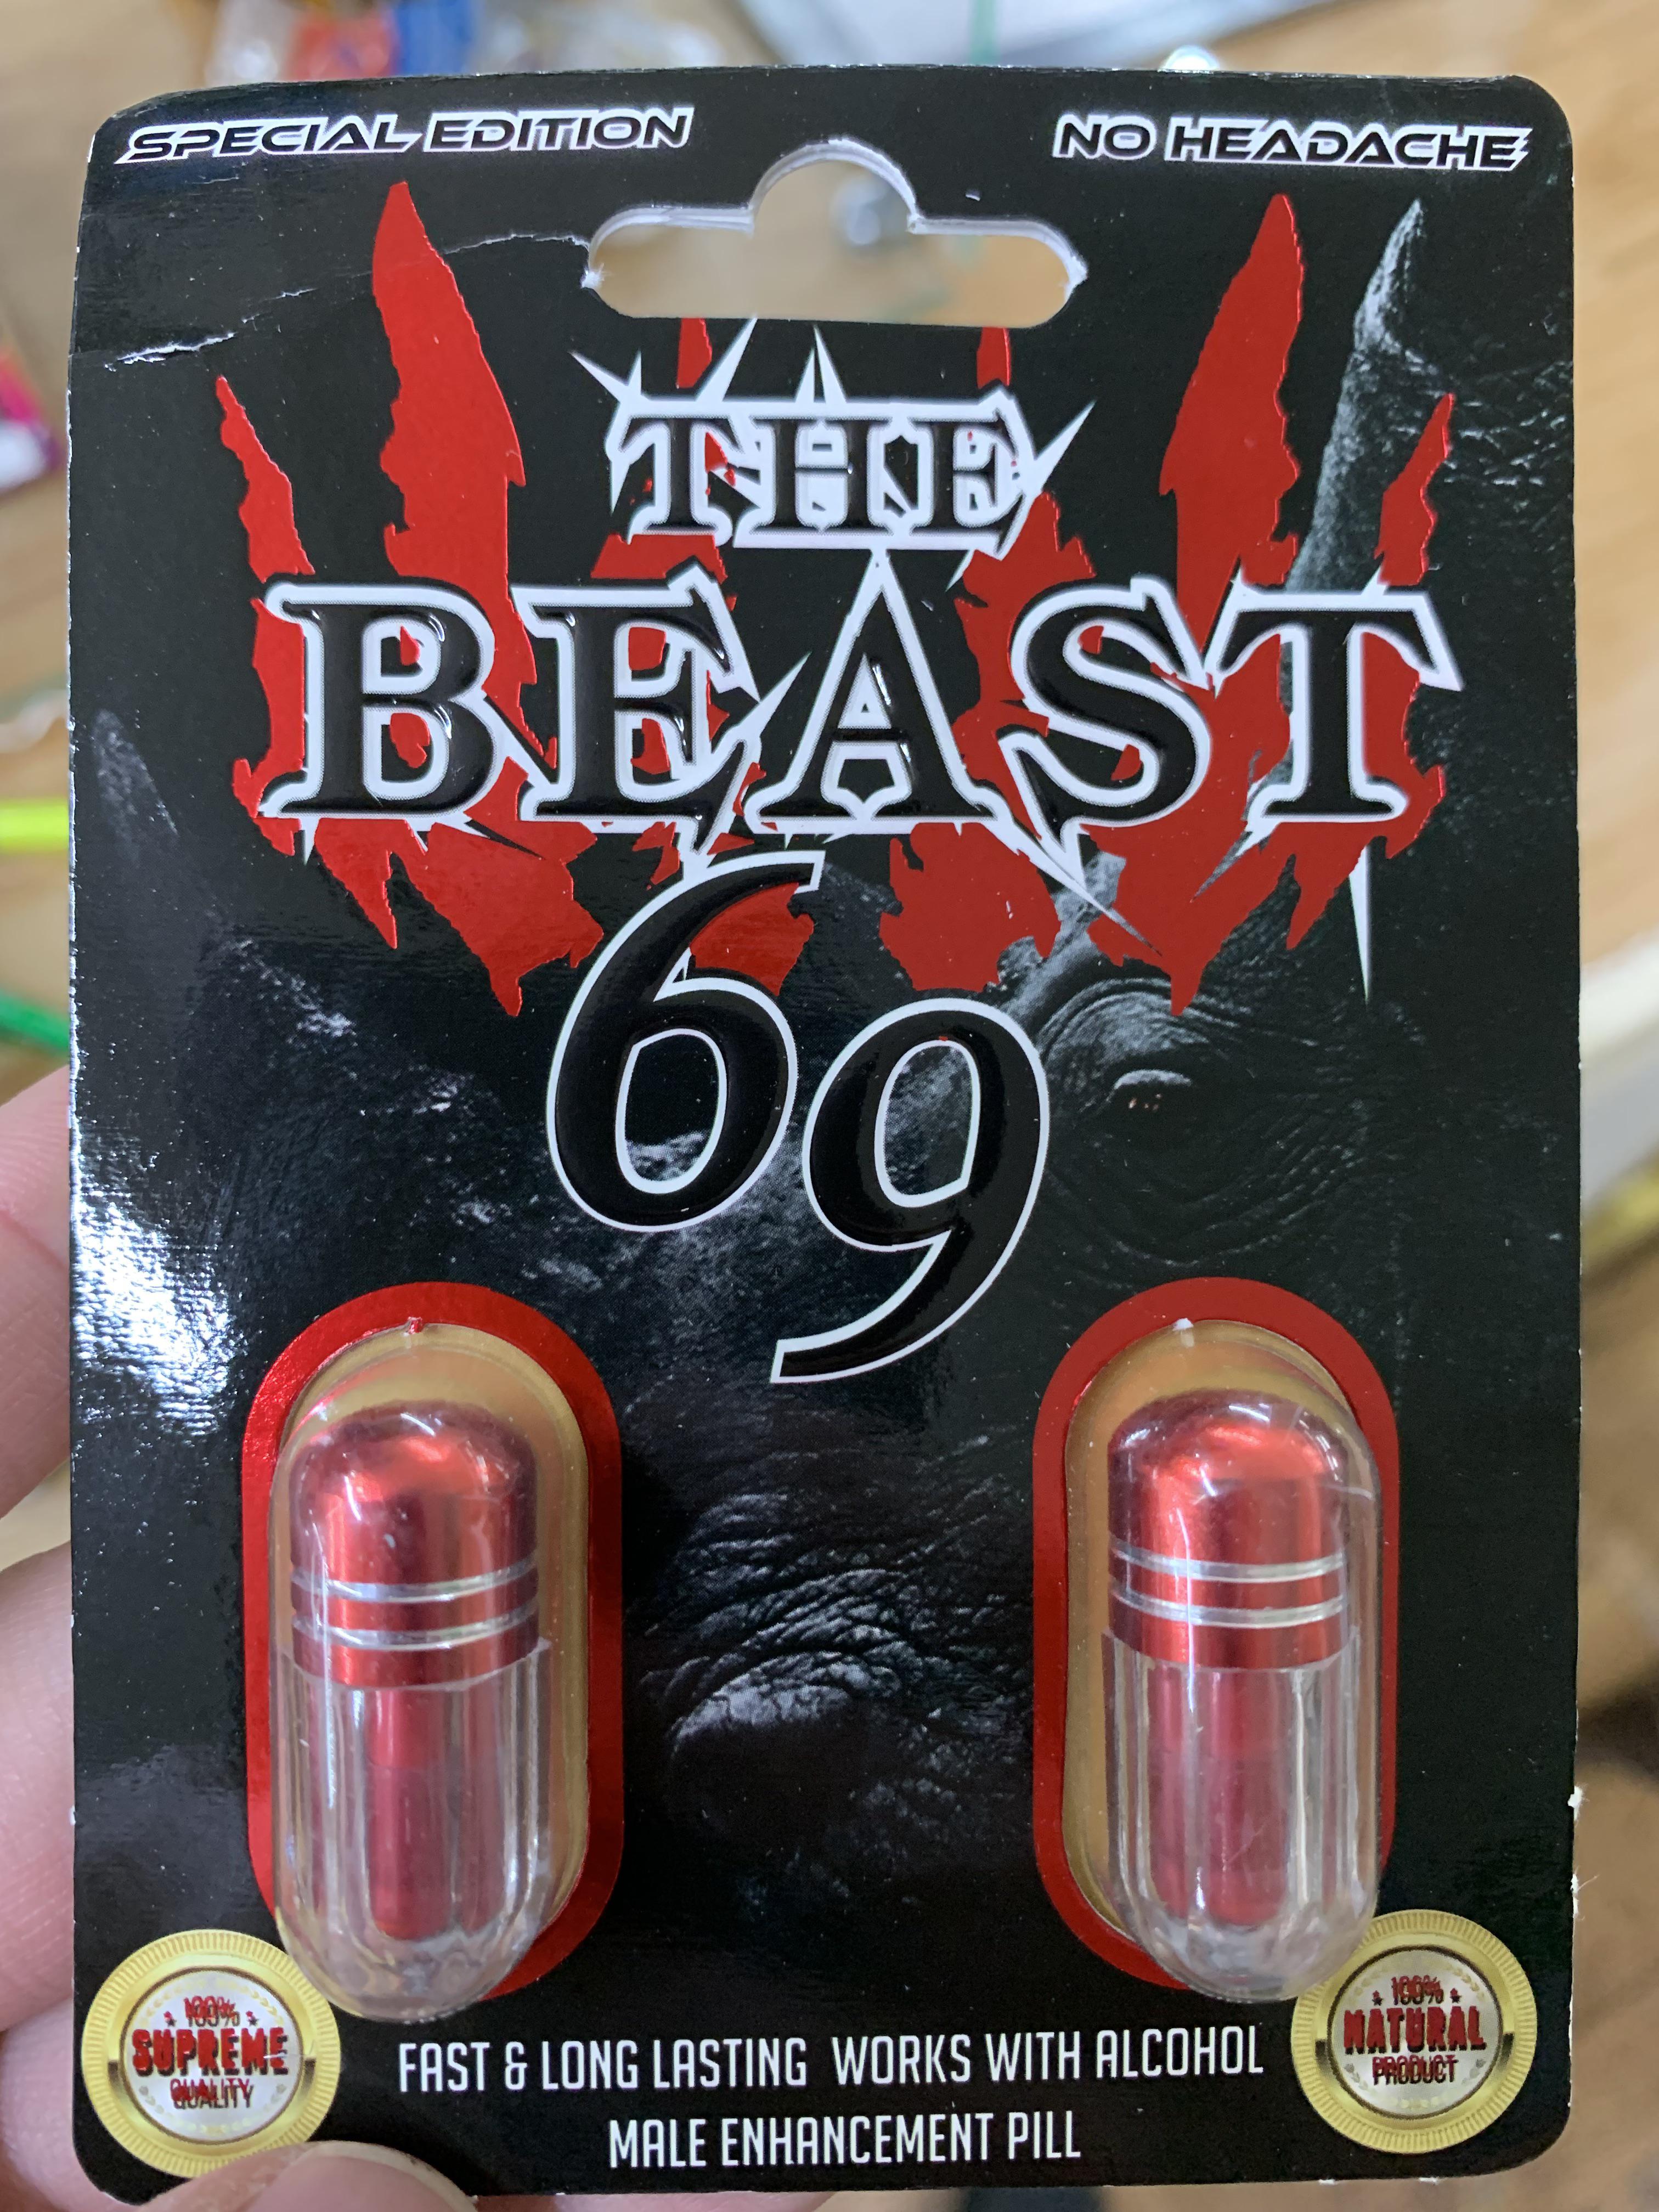 SPECIAL EDITION
NO HEADACHE
THE
BEAST
69
100%
SUPREME
QUALITY
FAST & LONG LASTING WORKS WITH ALCOHOL
MALE ENHANCEMENT PILL
100%
NATURAL
PRODUCT